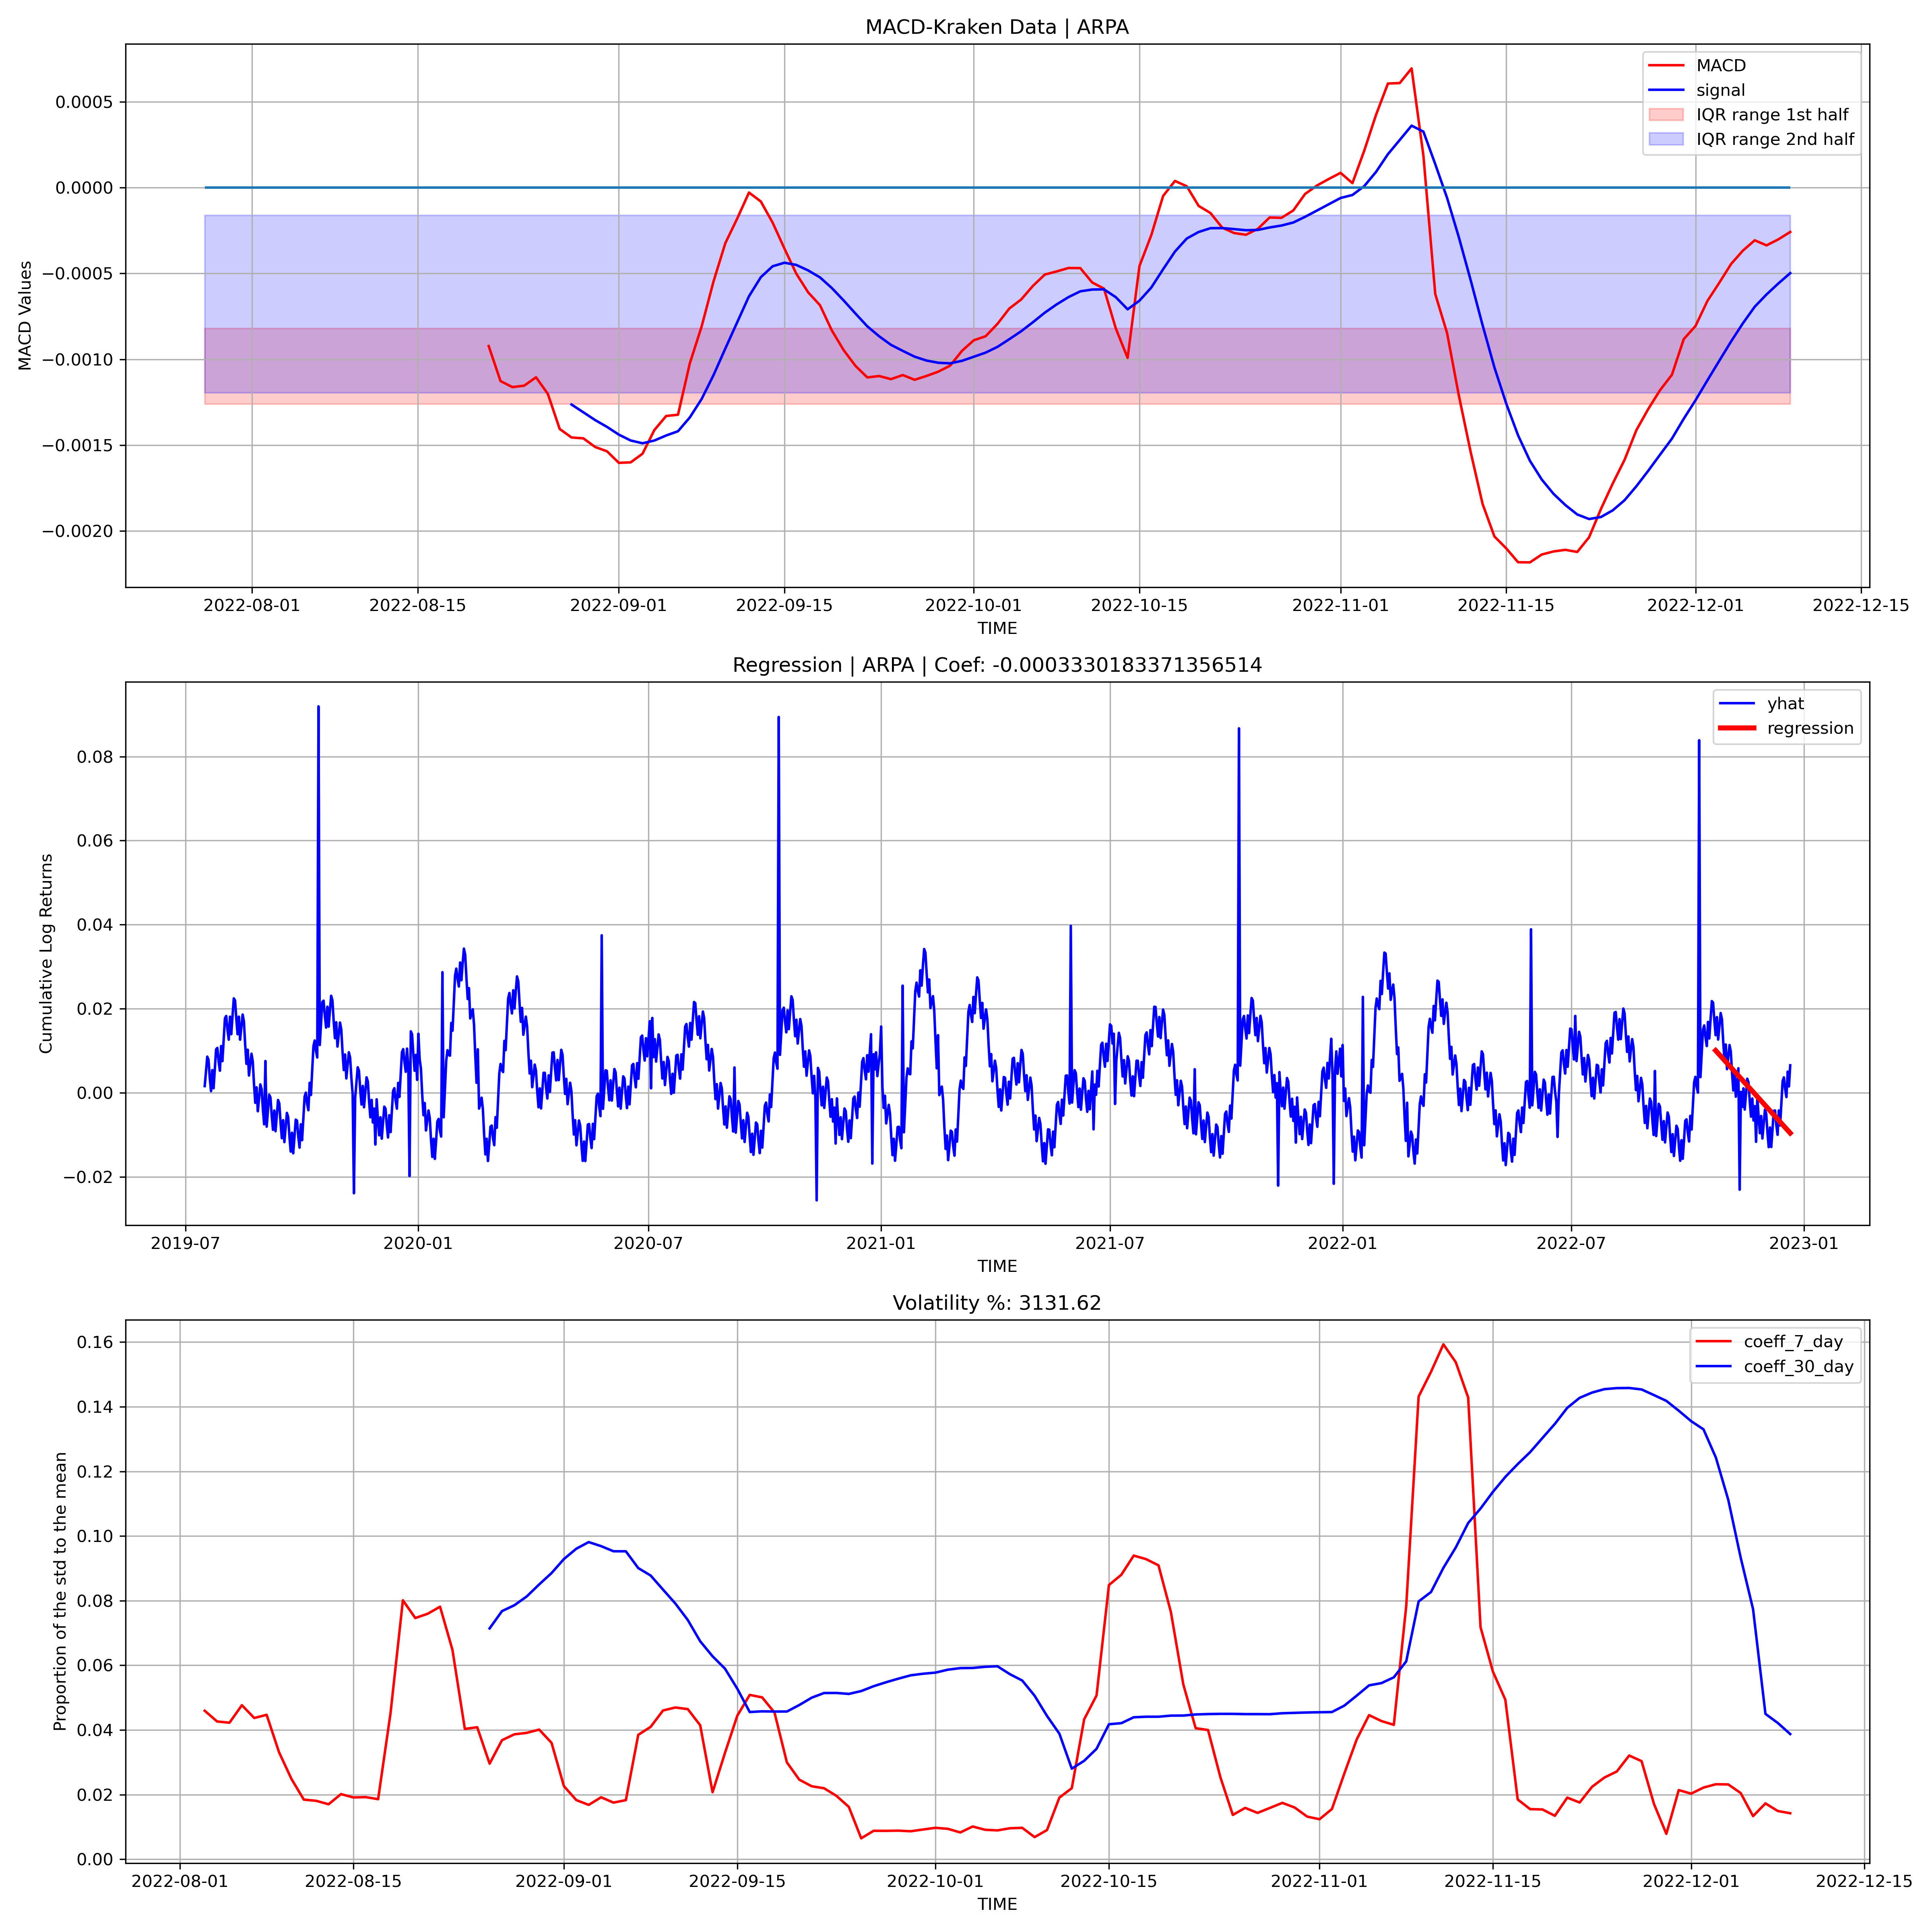 MACD-Kraken Data | ARPA
MACD Values
0.0005
0.0000
−0.0005
−0.0010
−0.0015
−0.0020
MACD
signal
IQR range 1st half
IQR range 2nd half
2022-08-01 2022-08-15 2022-09-01 2022-09-15 2022-10-01 2022-10-15 2022-11-01 2022-11-15 2022-12-01 2022-12-15
TIME
Regression | ARPA | Coef: -0.0003330183371356514
Cumulative Log Returns
0.08
0.06
0.04
0.02
0.00
−0.02
yhat
regression
2019-07 2020-01 2020-07 2021-01 2021-07 2022-01 2022-07 2023-01
TIME
Volatility %: 3131.62
Proportion of the std to the mean
0.16
0.14
0.12
0.10
0.08
0.06
0.04
0.02
0.00
coeff_7_day
coeff_30_day
2022-08-01 2022-08-15 2022-09-01 2022-09-15 2022-10-01 2022-10-15 2022-11-01 2022-11-15 2022-12-01 2022-12-15
TIME